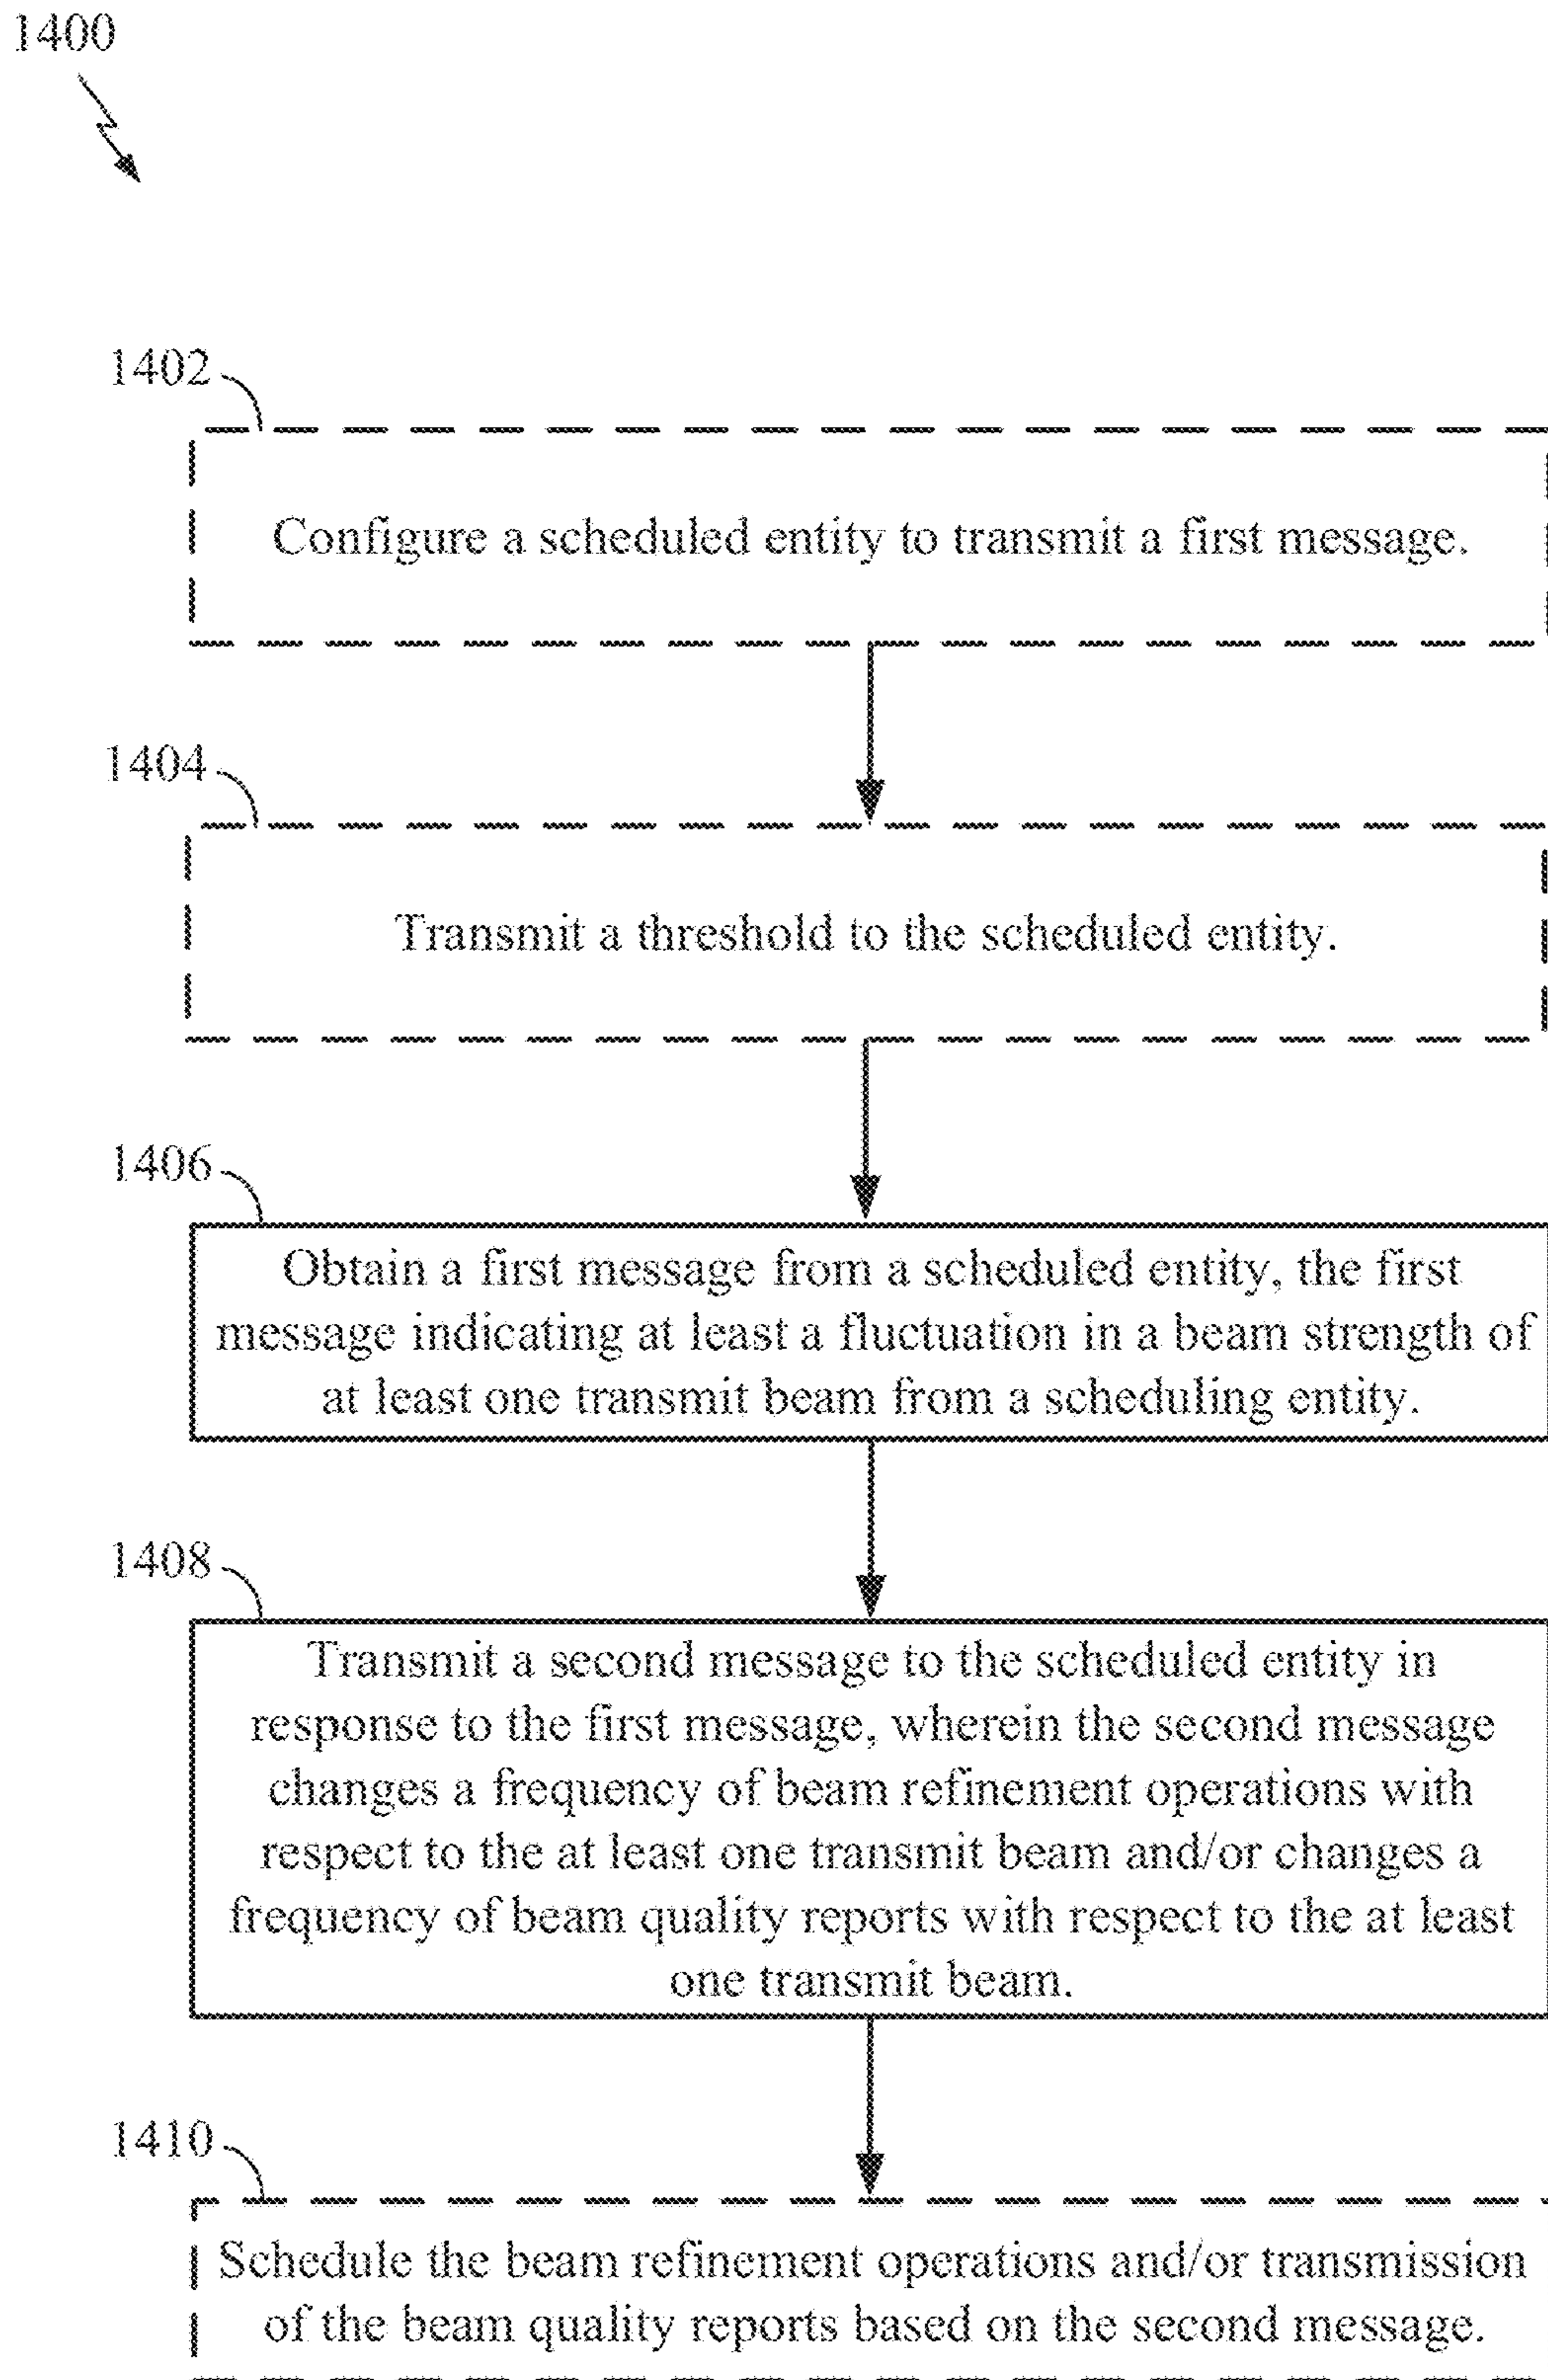 1400
1402
Configure a scheduled entity to transmit a first message.
1404
Transmit a threshold to the scheduled entity.
1406
Obtain a first message from a scheduled entity, the first
message indicating at least a fluctuation in a beam strength of
at least one transmit beam from a scheduling entity.
1408
Transmit a second message to the scheduled entity in
response to the first message, wherein the second message
changes a frequency of beam refinement operations with
respect to the at least one transmit beam and/or changes a
frequency of beam quality reports with respect to the at least
one transmit beam.
1410
Schedule the beam refinement operations and/or transmission
of the beam quality reports based on the second message.